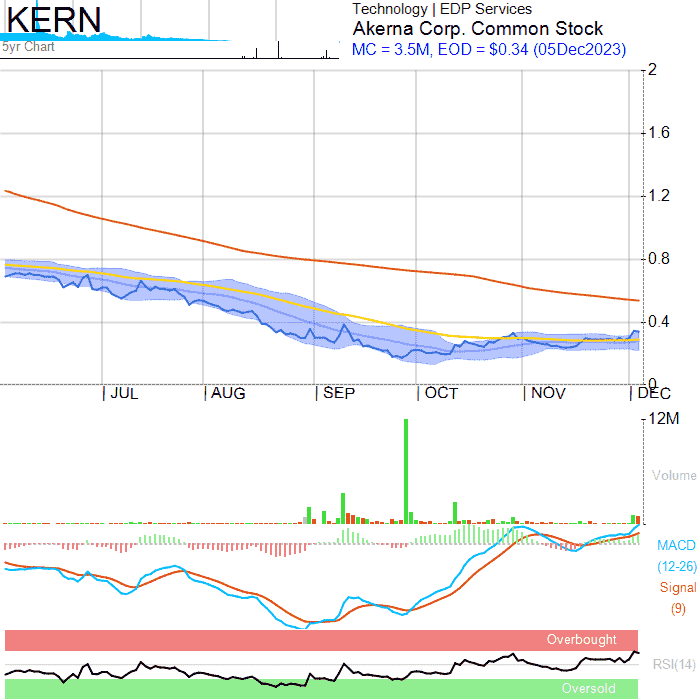 KERN
Technology | EDP Services
Akerna Corp. Common Stock
MC = 3.5M, EOD = $0.34 (05Dec2023)
5yr Chart
2
1.6
1.2
0.8
0.4
0
JUL AUG SEP OCT NOV DEC
12M
Volume
MACD
(12-26)
Signal
(9)
Overbought
RSI(14)
Oversold